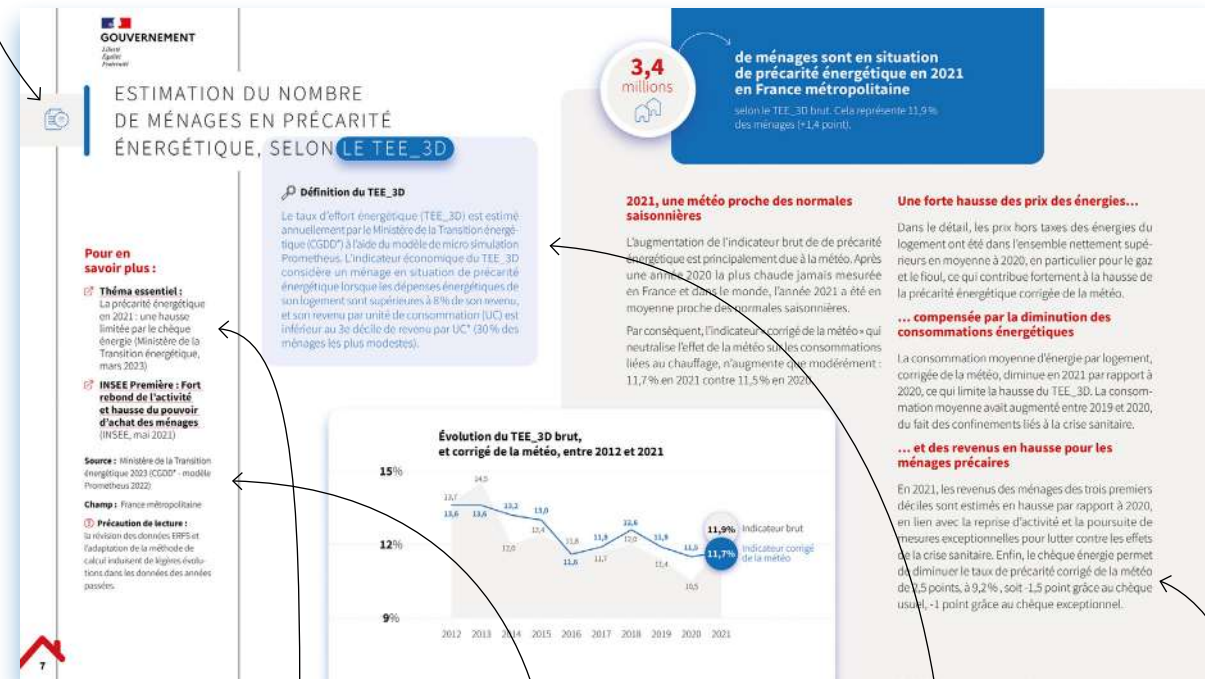 GOUVERNEMENT
Liberté
Égalité
Fraternité
ESTIMATION DU NOMBRE
DE MÉNAGES EN PRÉCARITÉ
ÉNERGÉTIQUE, SELON LE TEE_3D
3,4
millions
de ménages sont en situation
de précarité énergétique en 2021
en France métropolitaine
selon le TEE_3D brut. Cela représente 11,9 %
des ménages (+1,4 point).
Définition du TEE_3D
Le taux d'effort énergétique (TEE_3D) est estimé
annuellement par le Ministère de la Transition énergé-
tique (CGDD*) à l'aide du modèle de micro simulation
Prometheus. L'indicateur économique du TEE_3D
considère un ménage en situation de précarité
énergétique lorsque les dépenses énergétiques de
son logement sont supérieures à 8 % de son revenu,
et son revenu par unité de consommation (UC) est
inférieur au 3e décile de revenu par UC* (30 % des
ménages les plus modestes).
Pour en
savoir plus :
Théma essentiel :
La précarité énergétique
en 2021 : une hausse
limitée par le chèque
énergie (Ministère de la
Transition énergétique,
mars 2023)
INSEE Première : Fort
rebond de l'activité
et hausse du pouvoir
d'achat des ménages
(INSEE, mai 2021)
Source : Ministère de la Transition
énergétique 2023 (CGDD* - modèle
Prometheus 2022)
Champ : France métropolitaine
Précaution de lecture :
la révision des données ERFS et
l'adaptation de la méthode de
calcul induisent de légères évolu-
tions dans les données des années
passées.
7
2021, une météo proche des normales
saisonnières
L'augmentation de l'indicateur brut de de précarité
énergétique est principalement due à la météo. Après
une année 2020 la plus chaude jamais mesurée
en France et dans le monde, l'année 2021 a été en
moyenne proche des normales saisonnières.
Par conséquent, l'indicateur « corrigé de la météo » qui
neutralise l'effet de la météo sur les consommations
liées au chauffage, n'augmente que modérément :
11,7 % en 2021 contre 11,5 % en 2020.
Une forte hausse des prix des énergies…
Dans le détail, les prix hors taxes des énergies du
logement ont été dans l'ensemble nettement supé-
rieurs en moyenne à 2020, en particulier pour le gaz
et le fioul, ce qui contribue fortement à la hausse de
la précarité énergétique corrigée de la météo.
… compensée par la diminution des
consommations énergétiques
La consommation moyenne d'énergie par logement,
corrigée de la météo, diminue en 2021 par rapport à
2020, ce qui limite la hausse du TEE_3D. La consom-
mation moyenne avait augmenté entre 2019 et 2020,
du fait des confinements liés à la crise sanitaire.
… et des revenus en hausse pour les
ménages précaires
En 2021, les revenus des ménages des trois premiers
déciles sont estimés en hausse par rapport à 2020,
en lien avec la reprise d'activité et la poursuite de
mesures exceptionnelles pour lutter contre les effets
de la crise sanitaire. Enfin, le chèque énergie permet
de diminuer le taux de précarité corrigé de la météo
de 2,5 points, à 9,2 % , soit -1,5 point grâce au chèque
usuel, -1 point grâce au chèque exceptionnel.
Évolution du TEE_3D brut,
et corrigé de la météo, entre 2012 et 2021
15%
12%
9%
13,7 14,5 12,0 12,4 11,8 11,7 12,0 11,4 10,5
13,6 13,6 13,2 13,0 11,6 11,9 12,6 11,9 11,5
11,9% Indicateur brut
11,7% Indicateur corrigé
de la météo
2012 2013 2014 2015 2016 2017 2018 2019 2020 2021